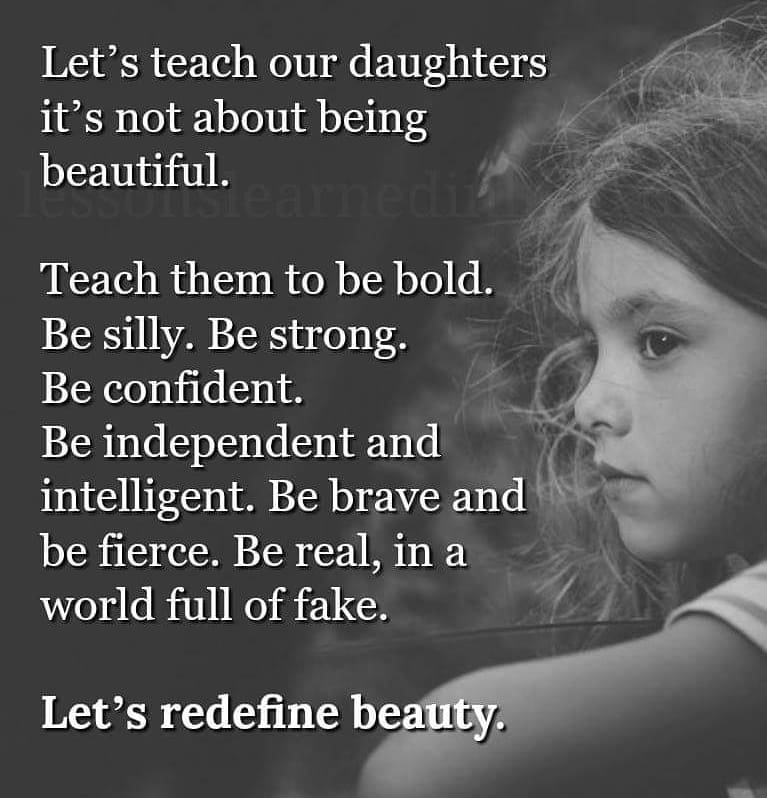 Let’s teach our daughters
it’s not about being
beautiful.
Teach them to be bold.
Be silly. Be strong.
Be confident.
Be independent and
intelligent. Be brave and
be fierce. Be real, in a
world full of fake.
Let’s redefine beauty.